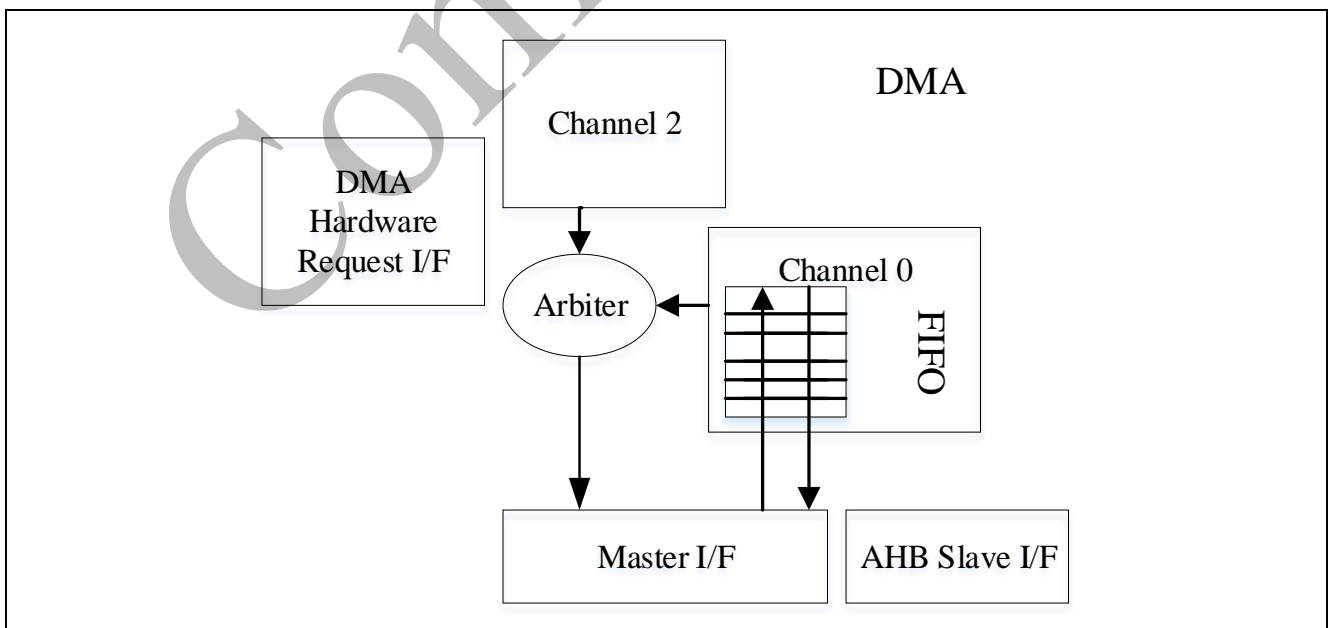 DMA
Channel 2
DMA
Hardware
Request I/F
Channel 0
Arbiter
FIFO
Master I/F
AHB Slave I/F